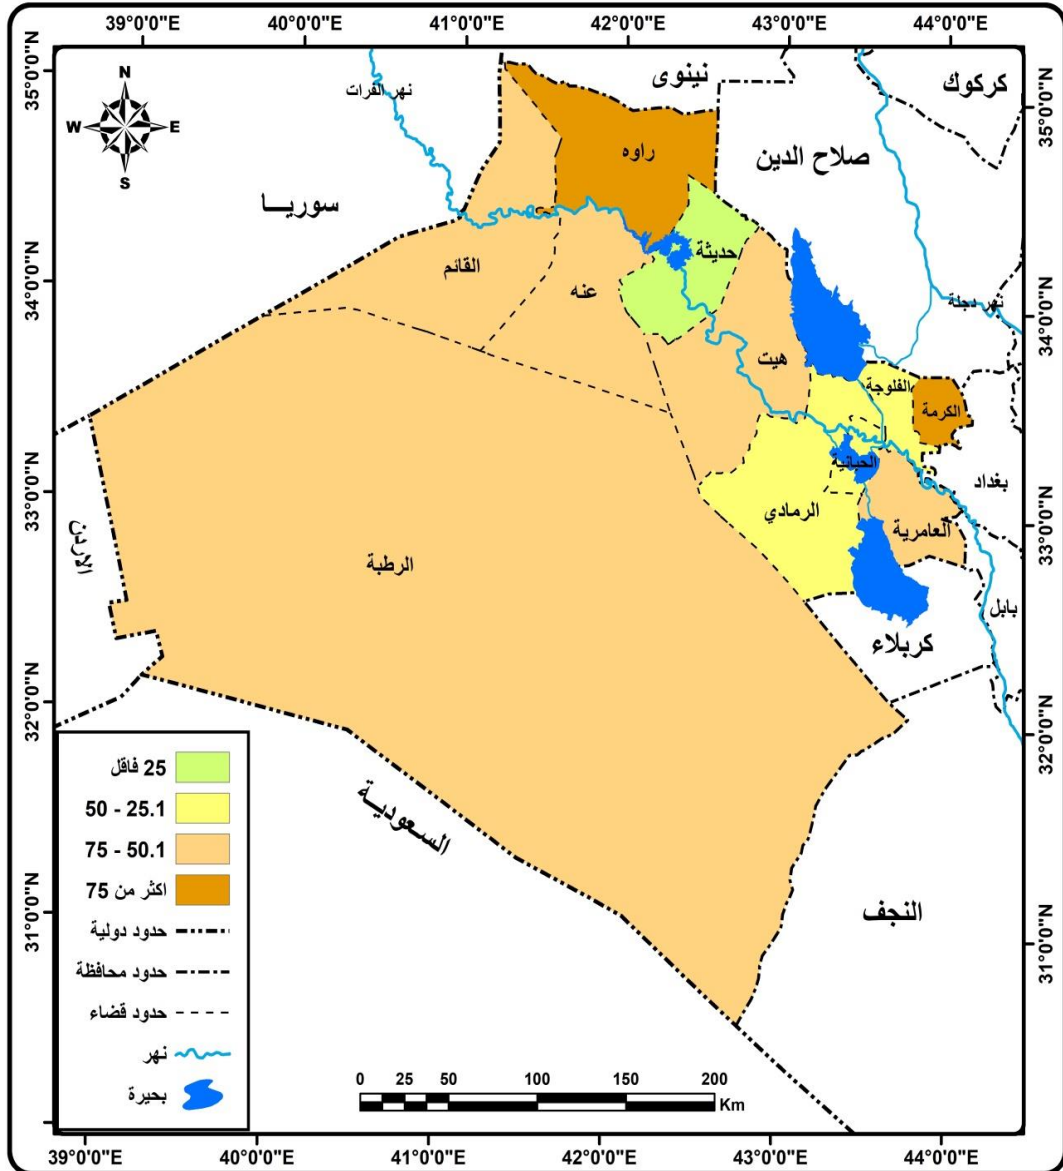 39°0'0"E 40°0'0"E 41°0'0"E 42°0'0"E 43°0'0"E 44°0'0"E
35°0'0"N
34°0'0"N
33°0'0"N
32°0'0"N
31°0'0"N
35°0'0"N
34°0'0"N
33°0'0"N
32°0'0"N
31°0'0"N
N
W E
S
نهر الفرات
نينوى
كركوك
راوه
صلاح الدين
سوريــا
حديثة
القائم
عنه
نهر دجلة
هيت
الفلوجة
الكرمة
الحبانية
بغداد
الرمادي
العامرية
الاردن
الرطبة
بابل
كربلاء
السعوديـة
النجف
25 فاقل
50 - 25.1
75 - 50.1
اكثر من 75
حدود دولية
حدود محافظة
حدود قضاء
نهر
بحيرة
0 25 50 100 150 200
Km
39°0'0"E 40°0'0"E 41°0'0"E 42°0'0"E 43°0'0"E 44°0'0"E